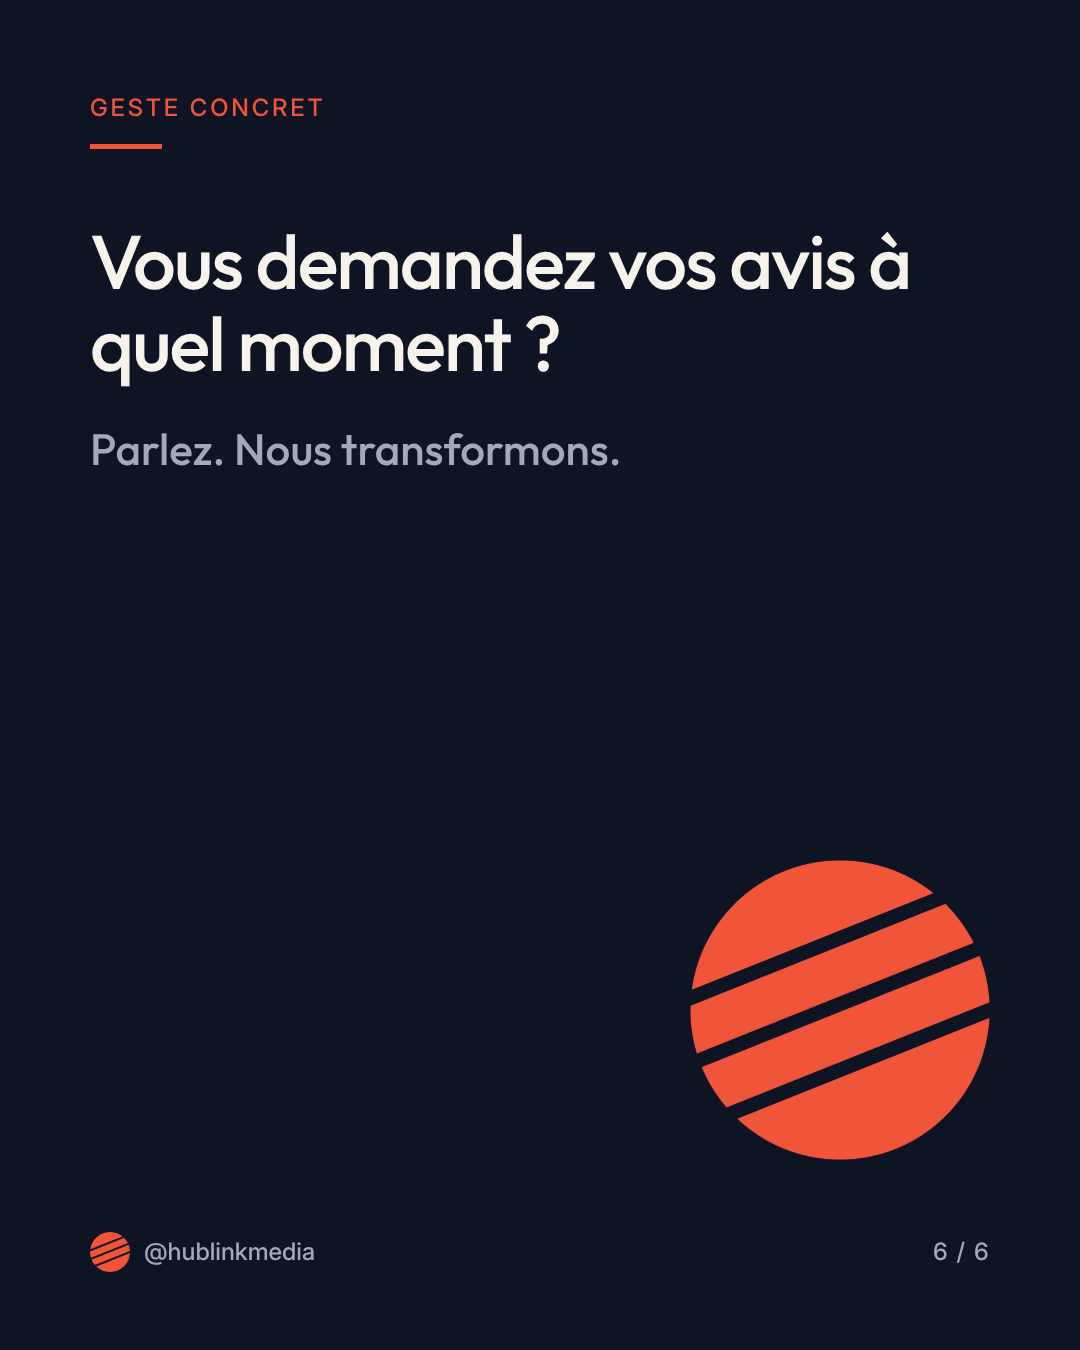 GESTE CONCRET
Vous demandez vos avis à
quel moment ?
Parlez. Nous transformons.
@hublinkmedia
6 / 6